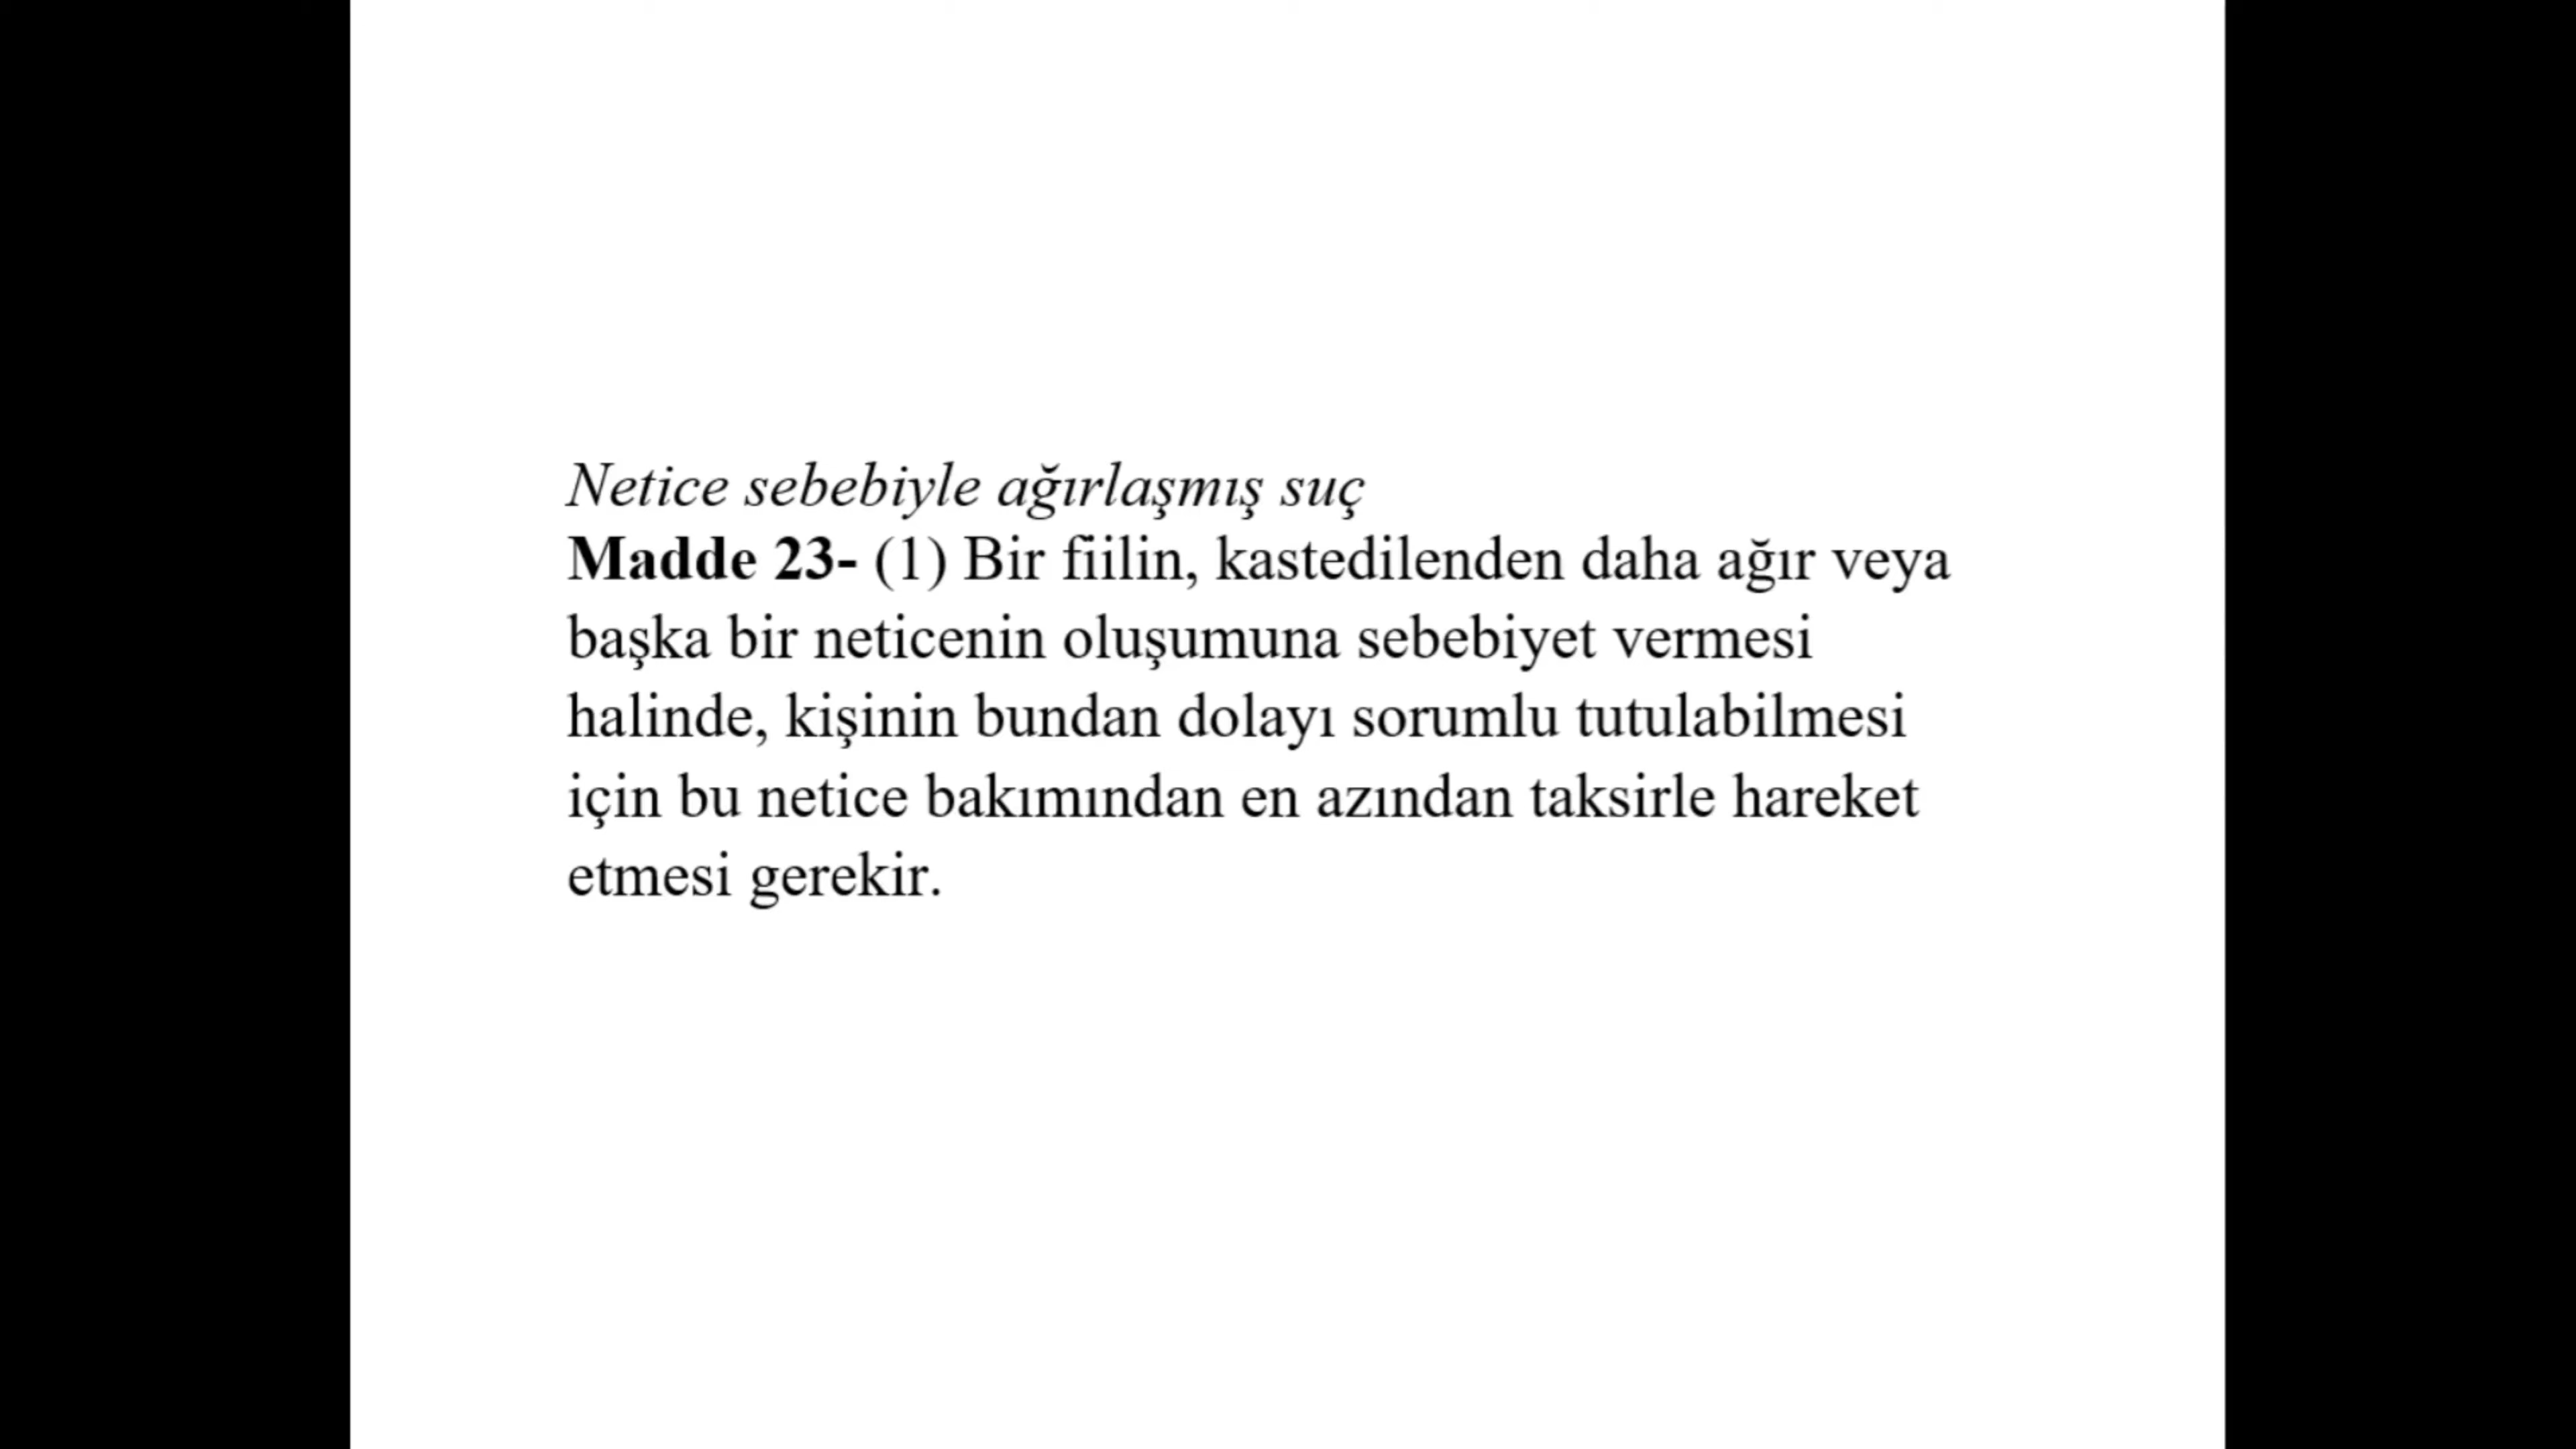 Netice sebebiyle ağırlaşmış suç
Madde 23- (1) Bir fiilin, kastedilenden daha ağır veya
başka bir neticenin oluşumuna sebebiyet vermesi
halinde, kişinin bundan dolayı sorumlu tutulabilmesi
için bu netice bakımından en azından taksirle hareket
etmesi gerekir.